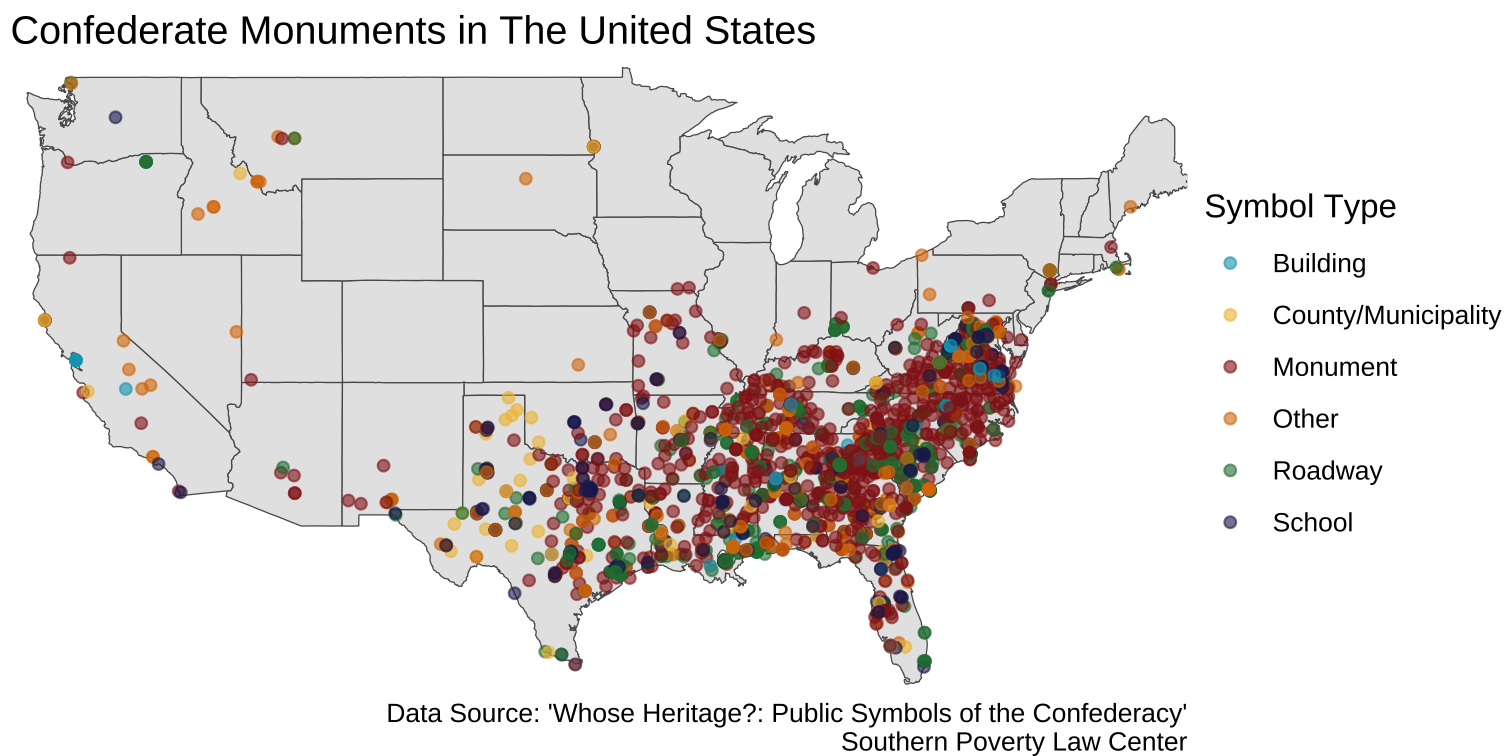 Confederate Monuments in The United States
Symbol Type
Building
County/Municipality
Monument
Other
Roadway
School
Data Source: 'Whose Heritage?: Public Symbols of the Confederacy'
Southern Poverty Law Center